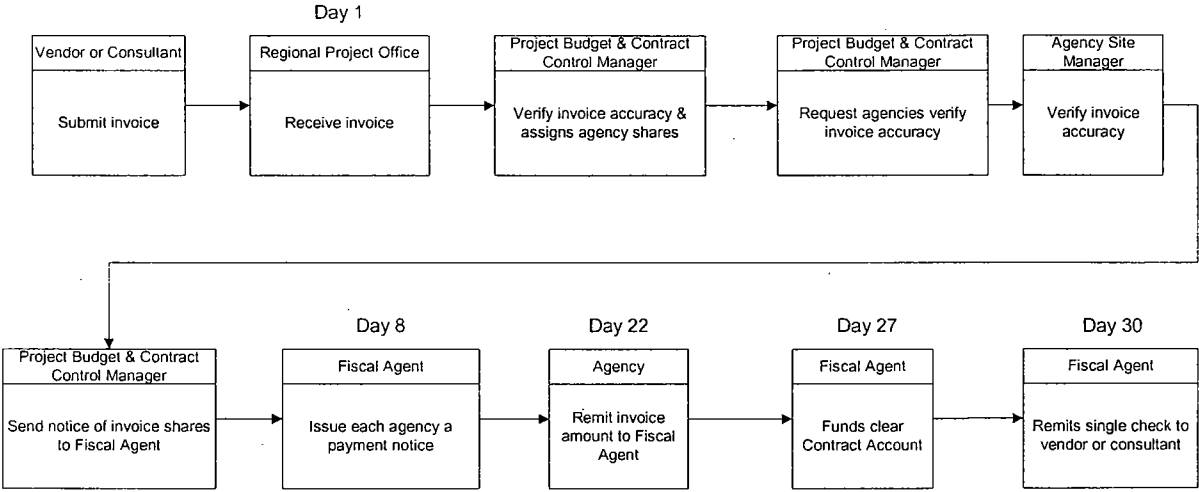 Day 1
Vendor or Consultant
Submit invoice
Regional Project Office
Receive invoice
Project Budget & Contract
Control Manager
Verify invoice accuracy &
assigns agency shares
Project Budget & Contract
Control Manager
Request agencies verify
invoice accuracy
Agency Site
Manager
Verify invoice
accuracy
Project Budget & Contract
Control Manager
Send notice of invoice shares
to Fiscal Agent
Day 8
Fiscal Agent
Issue each agency a
payment notice
Day 22
Agency
Remit invoice
amount to Fiscal
Agent
Day 27
Fiscal Agent
Funds clear
Contract Account
Day 30
Fiscal Agent
Remits single check to
vendor or consultant